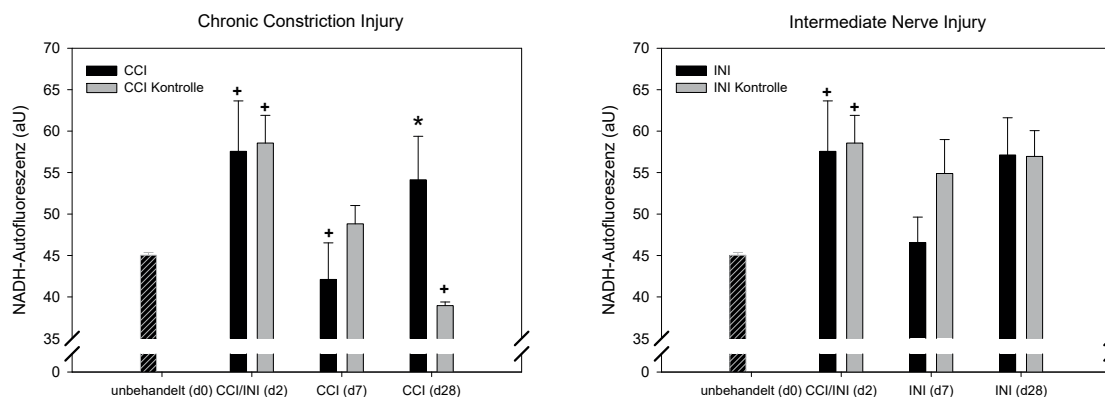 Chronic Constriction Injury
NADH-Autofluoreszenz (aU)
70
65
60
55
50
45
40
35
0
CCI
CCI Kontrolle
+
+
+
*
+
unbehandelt (d0) CCI/INI (d2) CCI (d7) CCI (d28)
Intermediate Nerve Injury
NADH-Autofluoreszenz (aU)
70
65
60
55
50
45
40
35
0
INI
INI Kontrolle
+
+
unbehandelt (d0) CCI/INI (d2) INI (d7) INI (d28)